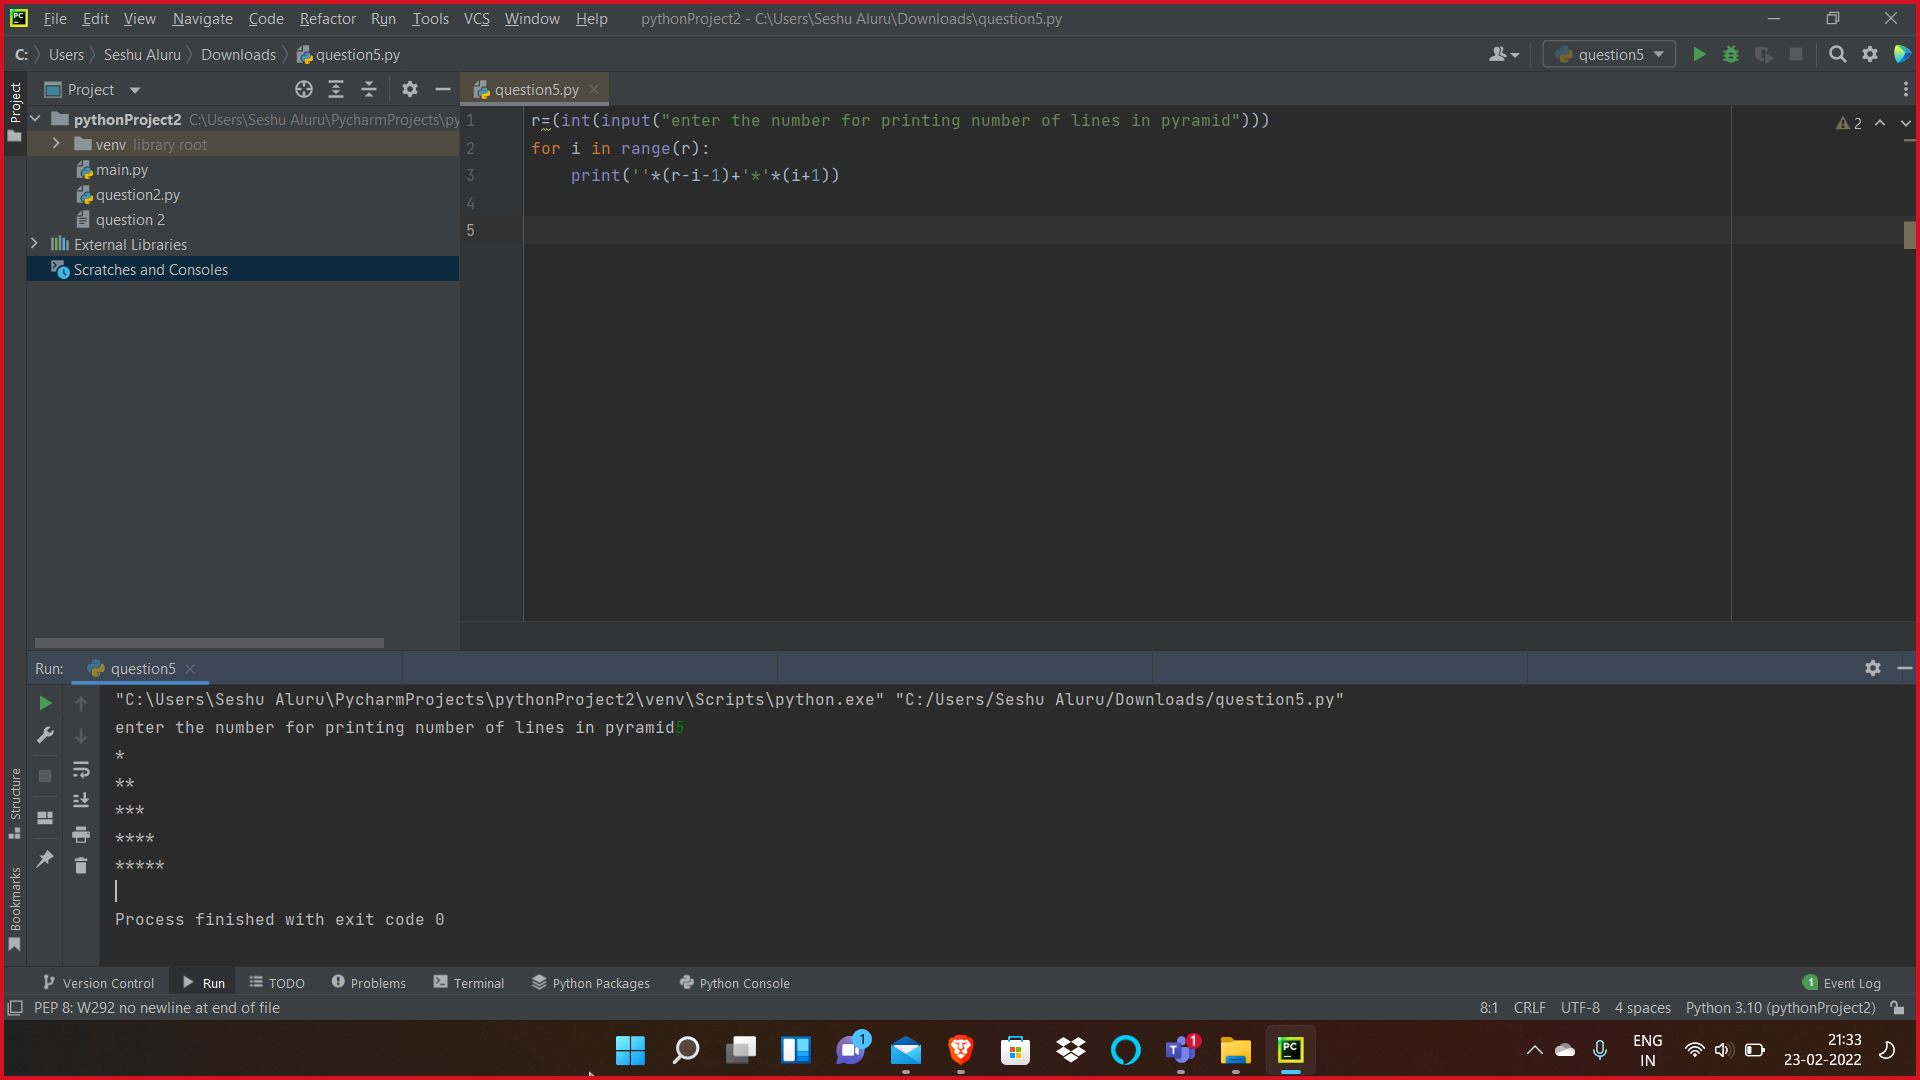 PC File Edit View Navigate Code Refactor Run Tools VCS Window Help pythonProject2 - C:\Users\Seshu Aluru\Downloads\question5.py
C: Users Seshu Aluru Downloads question5.py question5
Project Project question5.py
pythonProject2 C:\Users\Seshu Aluru\PycharmProjects\py
venv library root
main.py
question2.py
question 2
External Libraries
Scratches and Consoles
1 r=(int(input("enter the number for printing number of lines in pyramid")))
2 for i in range(r):
3 print(''*(r-i-1)+'*'*(i+1))
4
5
2
Run: question5
"C:\Users\Seshu Aluru\PycharmProjects\pythonProject2\venv\Scripts\python.exe" "C:/Users/Seshu Aluru/Downloads/question5.py"
enter the number for printing number of lines in pyramid5
*
**
***
****
*****
Process finished with exit code 0
Structure
Bookmarks
Version Control Run TODO Problems Terminal Python Packages Python Console 1 Event Log
PEP 8: W292 no newline at end of file 8:1 CRLF UTF-8 4 spaces Python 3.10 (pythonProject2)
1 1 PC ENG IN 21:33
23-02-2022